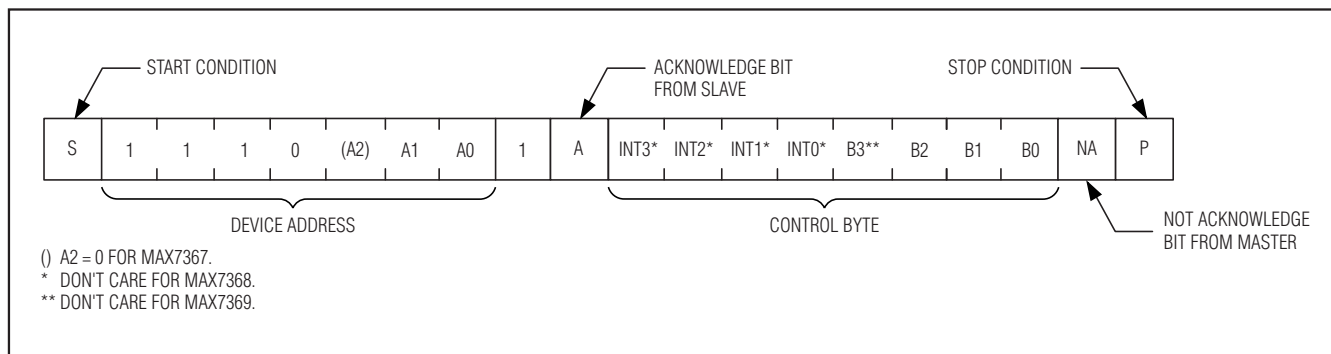 START CONDITION
ACKNOWLEDGE BIT
FROM SLAVE
STOP CONDITION
S 1 1 1 0 (A2) A1 A0 1 A INT3* INT2* INT1* INT0* B3** B2 B1 B0 NA P
DEVICE ADDRESS
CONTROL BYTE
NOT ACKNOWLEDGE
BIT FROM MASTER
() A2 = 0 FOR MAX7367.
* DON'T CARE FOR MAX7368.
** DON'T CARE FOR MAX7369.